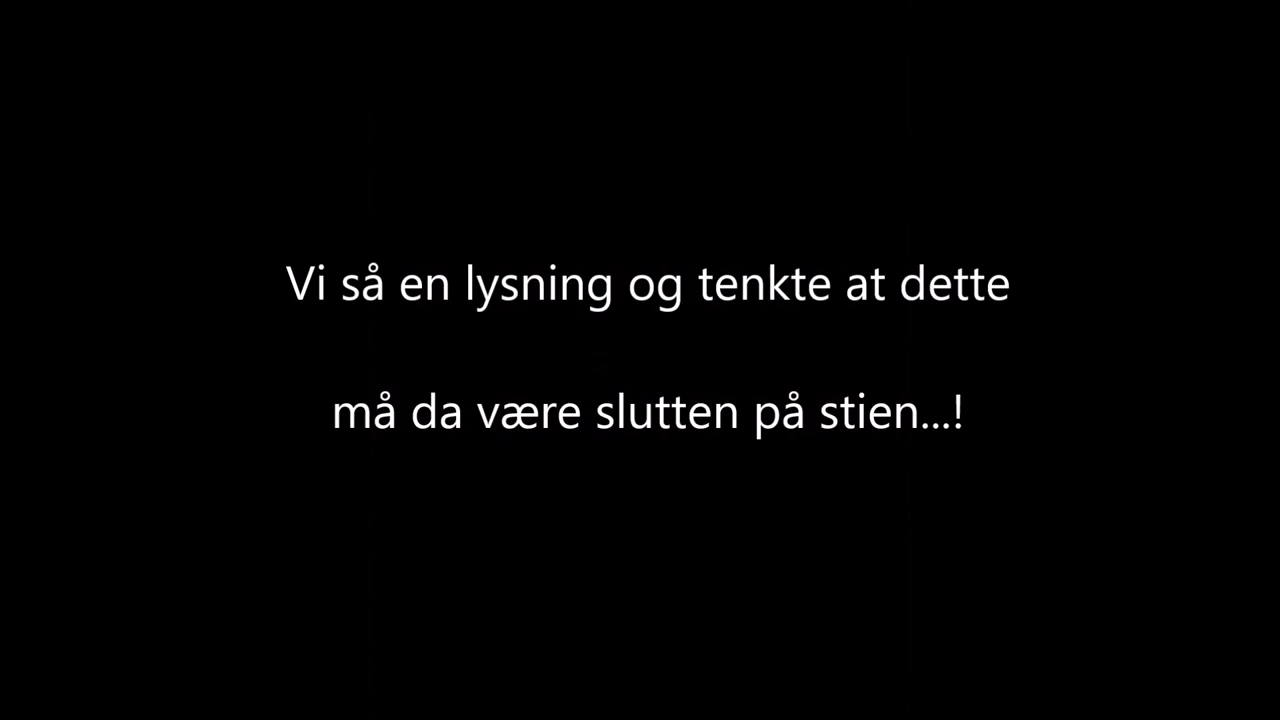 Vi så en lysning og tenkte at dette
må da være slutten på stien...!